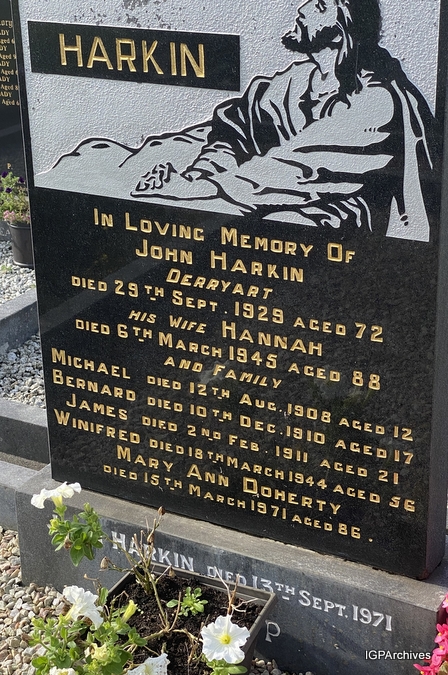 HARKIN
IN LOVING MEMORY OF
JOHN HARKIN
DERRYART
DIED 29TH SEPT. 1929 AGED 72
HIS WIFE HANNAH
DIED 6TH MARCH 1945 AGED 88
AND FAMILY
MICHAEL DIED 12TH AUG. 1908 AGED 12
BERNARD DIED 10TH DEC. 1910 AGED 17
JAMES DIED 2ND FEB. 1911 AGED 21
WINIFRED DIED 18TH MARCH 1944 AGED 56
MARY ANN DOHERTY
DIED 15TH MARCH 1971 AGED 86.
HARKIN DIED 13TH SEPT. 1971
P
IGPArchives